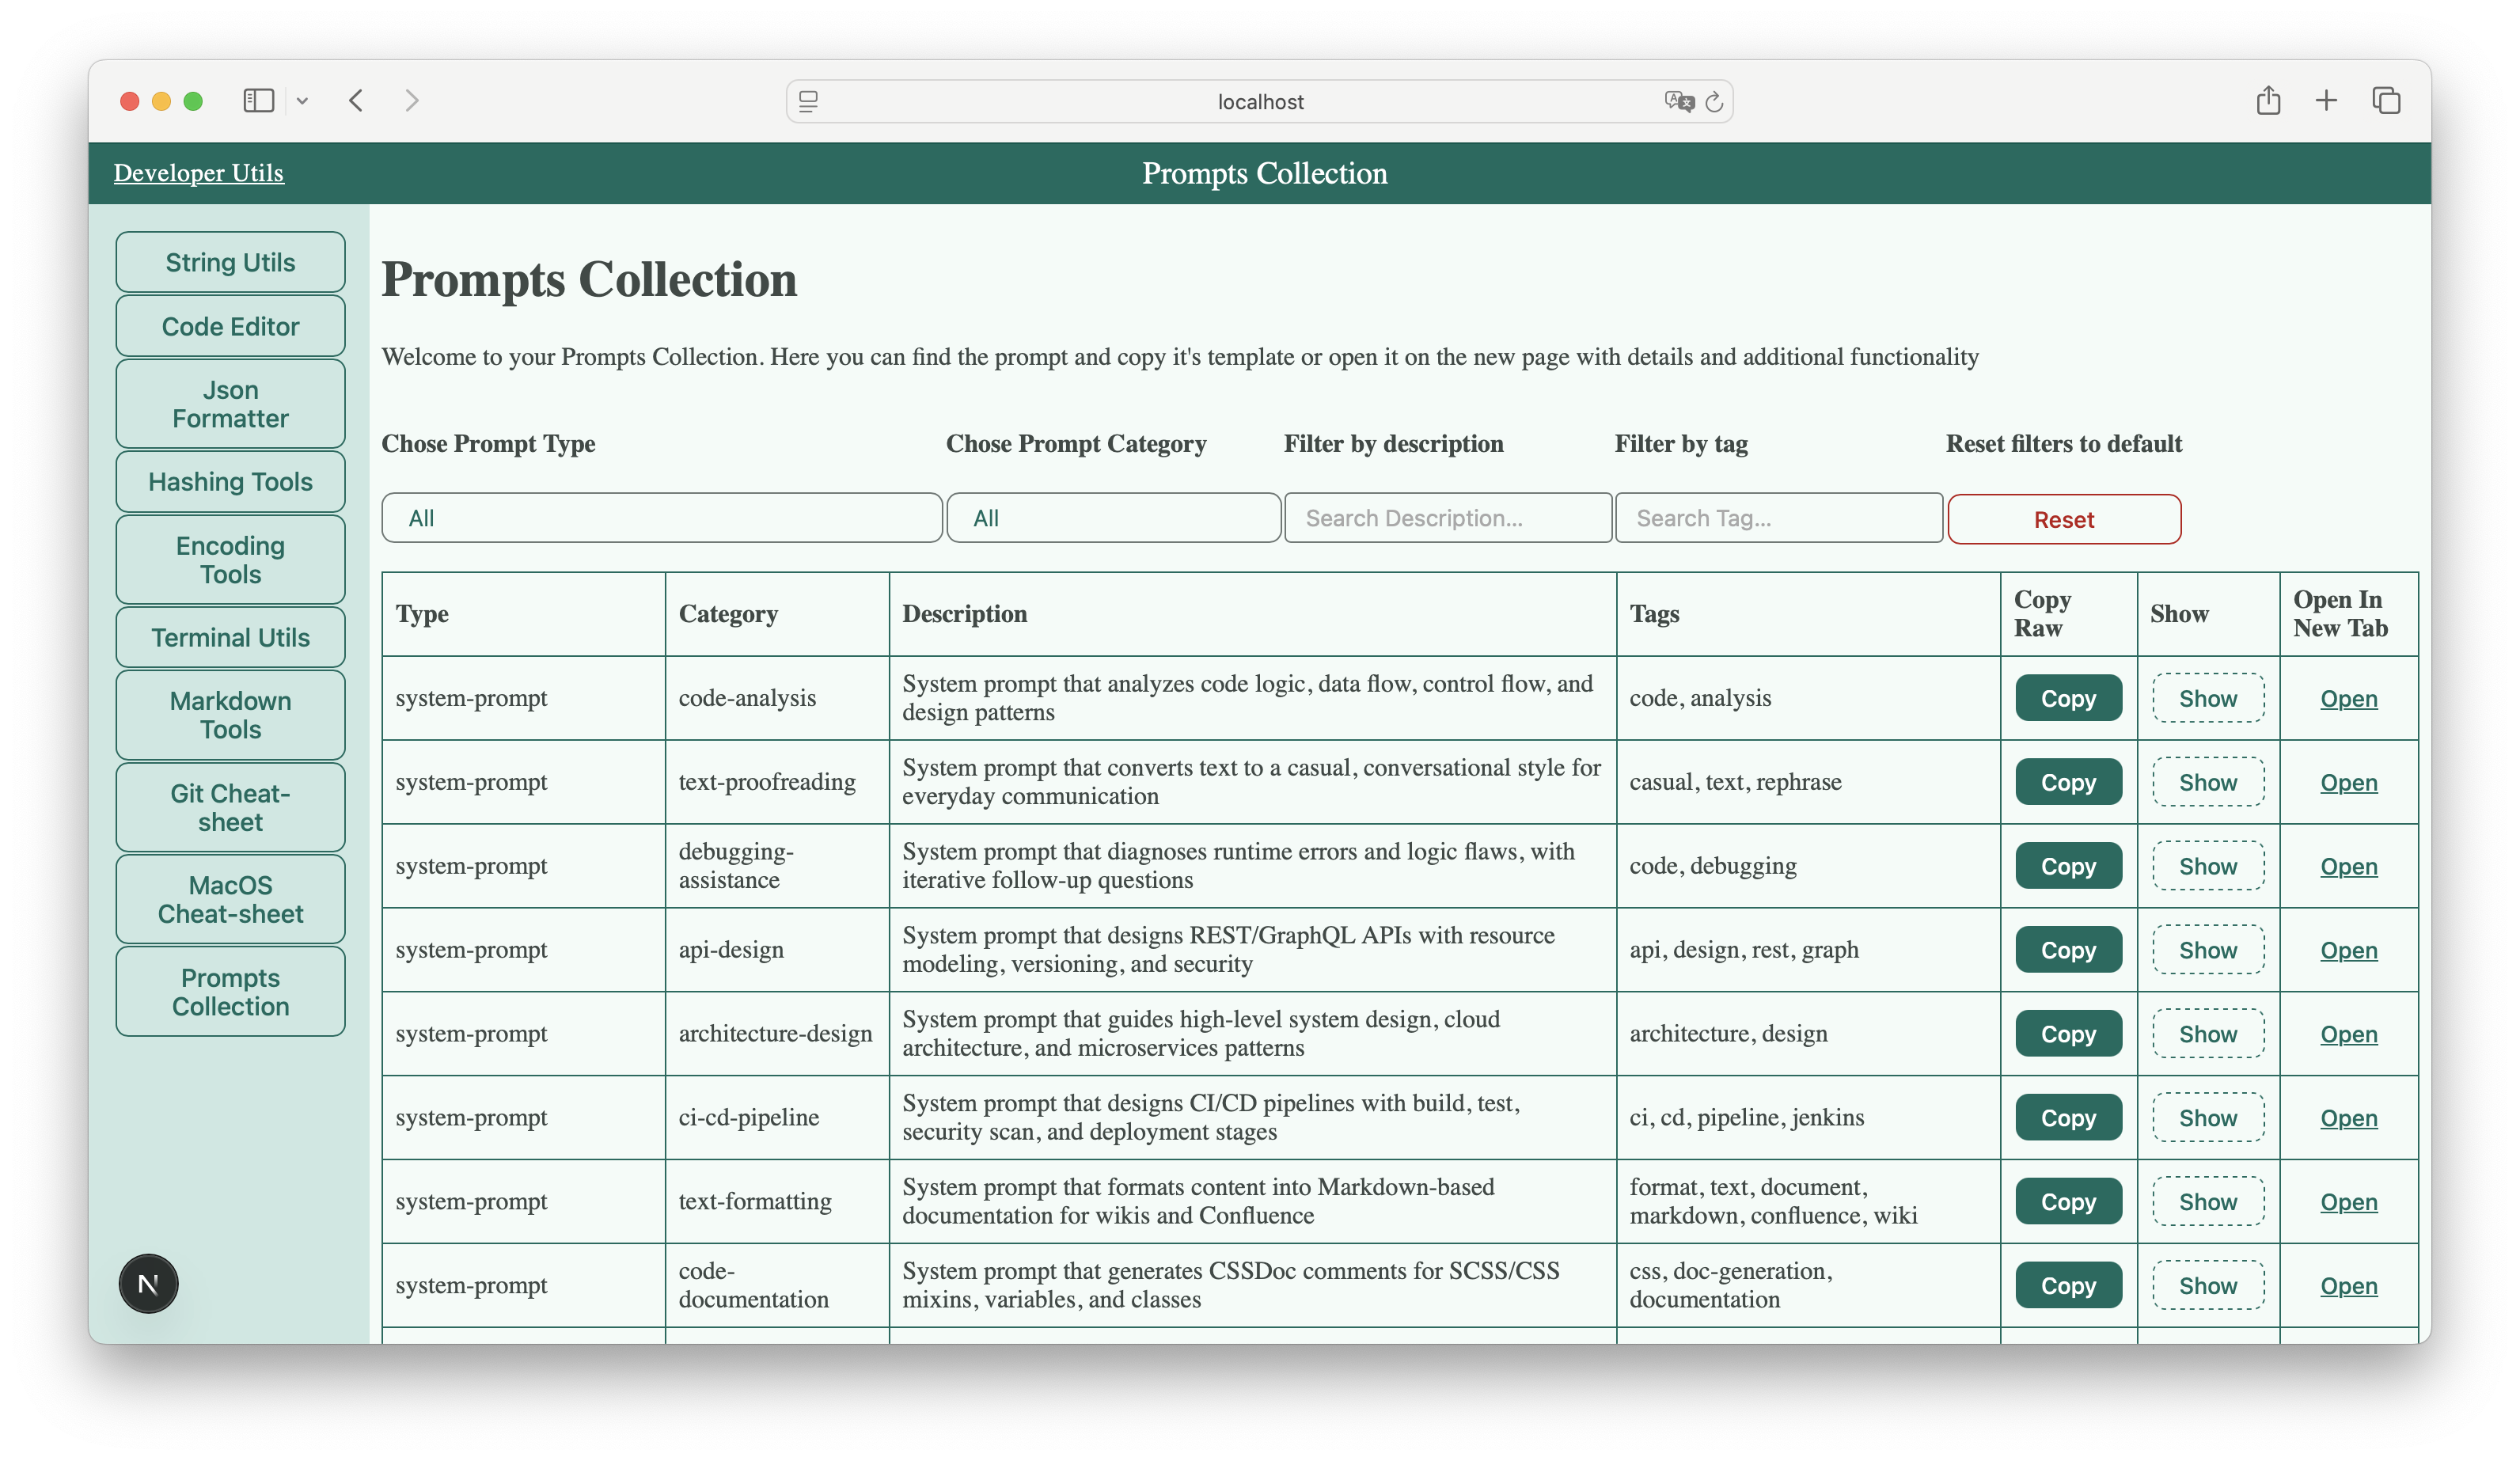 localhost
Developer Utils
Prompts Collection
String Utils
Code Editor
Json
Formatter
Hashing Tools
Encoding
Tools
Terminal Utils
Markdown
Tools
Git Cheat-
sheet
MacOS
Cheat-sheet
Prompts
Collection
N
Prompts Collection
Welcome to your Prompts Collection. Here you can find the prompt and copy it's template or open it on the new page with details and additional functionality
Chose Prompt Type
Chose Prompt Category
Filter by description
Filter by tag
Reset filters to default
All
All
Search Description...
Search Tag...
Reset
Type
Category
Description
Tags
Copy
Raw
Show
Open In
New Tab
system-prompt
code-analysis
System prompt that analyzes code logic, data flow, control flow, and
design patterns
code, analysis
Copy
Show
Open
system-prompt
text-proofreading
System prompt that converts text to a casual, conversational style for
everyday communication
casual, text, rephrase
Copy
Show
Open
system-prompt
debugging-
assistance
System prompt that diagnoses runtime errors and logic flaws, with
iterative follow-up questions
code, debugging
Copy
Show
Open
system-prompt
api-design
System prompt that designs REST/GraphQL APIs with resource
modeling, versioning, and security
api, design, rest, graph
Copy
Show
Open
system-prompt
architecture-design
System prompt that guides high-level system design, cloud
architecture, and microservices patterns
architecture, design
Copy
Show
Open
system-prompt
ci-cd-pipeline
System prompt that designs CI/CD pipelines with build, test,
security scan, and deployment stages
ci, cd, pipeline, jenkins
Copy
Show
Open
system-prompt
text-formatting
System prompt that formats content into Markdown-based
documentation for wikis and Confluence
format, text, document,
markdown, confluence, wiki
Copy
Show
Open
system-prompt
code-
documentation
System prompt that generates CSSDoc comments for SCSS/CSS
mixins, variables, and classes
css, doc-generation,
documentation
Copy
Show
Open